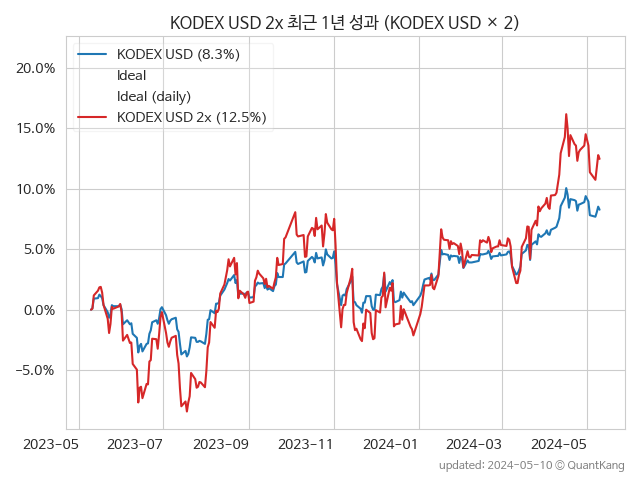 KODEX USD 2x 최근 1년 성과 (KODEX USD × 2)
KODEX USD (8.3%)
Ideal
Ideal (daily)
KODEX USD 2x (12.5%)
20.0%
15.0%
10.0%
5.0%
0.0%
−5.0%
2023-05 2023-07 2023-09 2023-11 2024-01 2024-03 2024-05
updated: 2024-05-10 © QuantKang